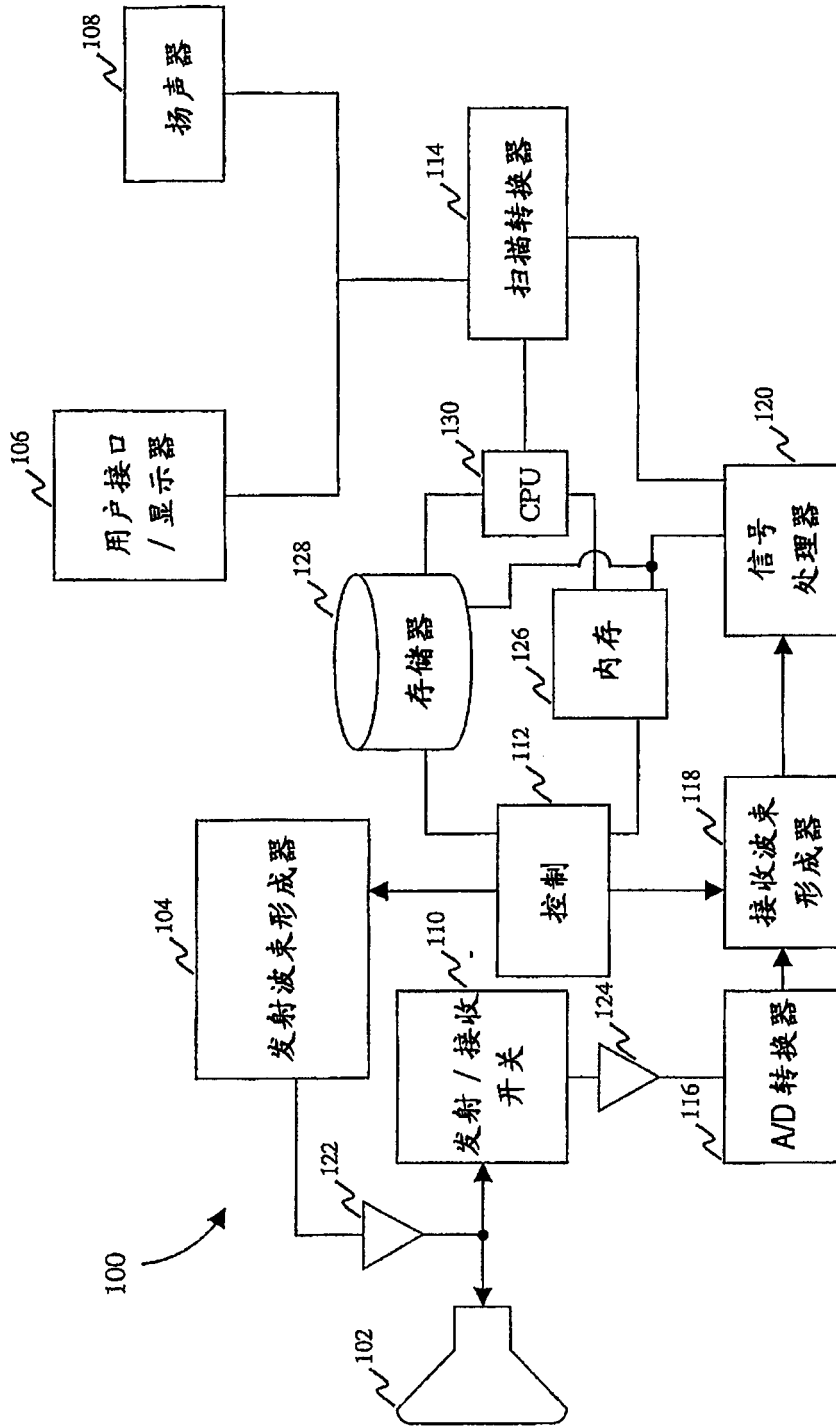 100
102
122
104
发射波束形成器
110
发射/接收
开关
124
116
A/D 转换器
112
控制
118
接收波束
形成器
128
存储器
126
内存
130
CPU
120
信号
处理器
106
用户接口
/显示器
114
扫描转换器
108
扬声器